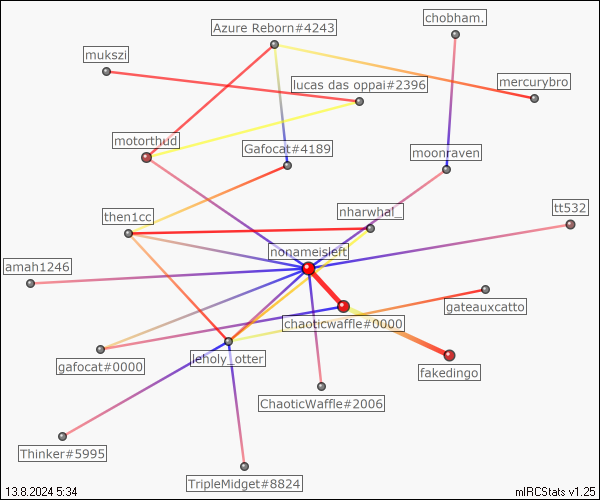 chobham.
Azure Reborn#4243
mukszi
mercurybro
lucas das oppai#2396
motorthud
Gafocat#4189
moonraven
then1cc
nharwhal_
tt532
nonameisleft
amah1246
gateauxcatto
chaoticwaffle#0000
gafocat#0000
leholy_otter
fakedingo
ChaoticWaffle#2006
Thinker#5995
TripleMidget#8824
13.8.2024 5:34
mIRCStats v1.25